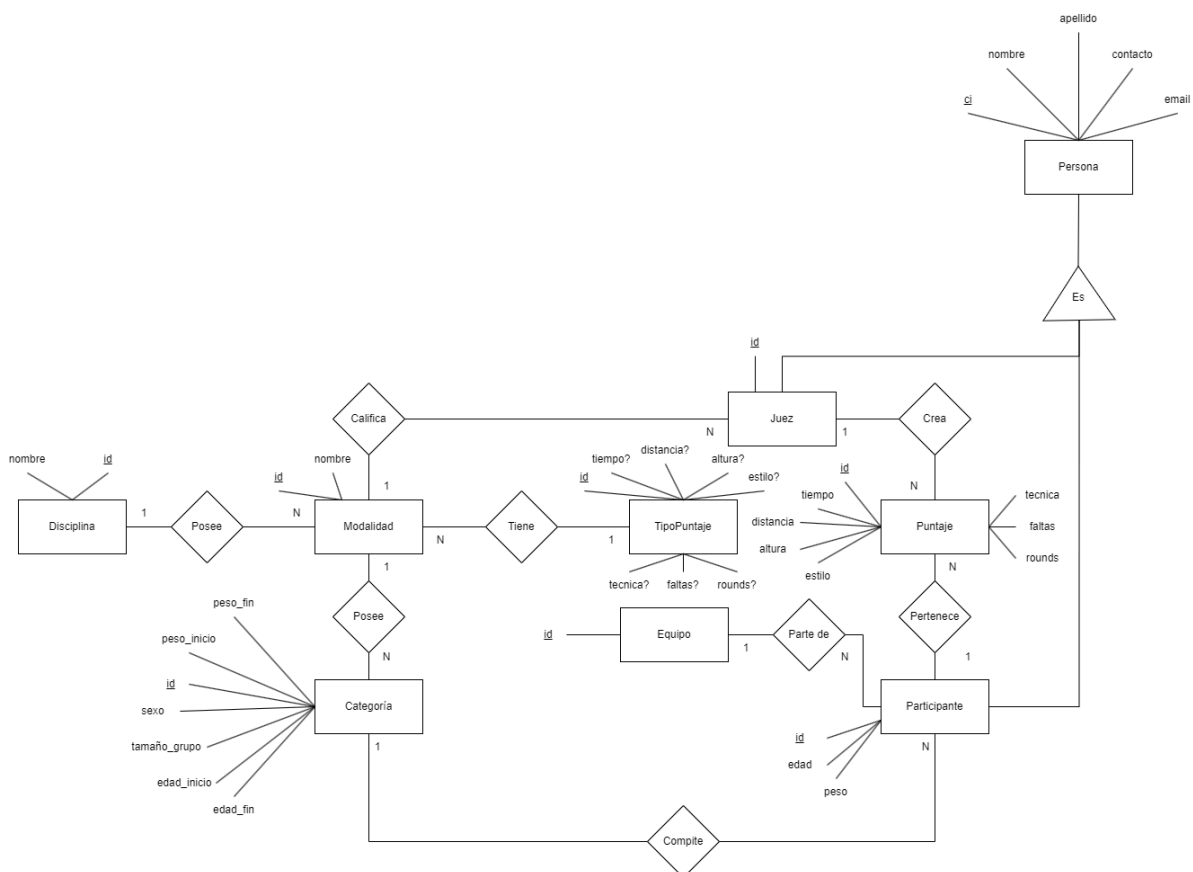 apellido
nombre
contacto
ci
email
Persona
Es
id
Califica
Juez
Crea
N
1
nombre
id
nombre
id
1
N
tiempo?
distancia?
altura?
id
estilo?
id
tiempo
distancia
altura
estilo
tecnica
faltas
rounds
Disciplina
1
Posee
N
Modalidad
N
Tiene
1
TipoPuntaje
Puntaje
1
N
tecnica?
faltas?
rounds?
peso_fin
peso_inicio
id
sexo
tamaño_grupo
edad_inicio
edad_fin
Posee
N
id
Equipo
1
Parte de
N
Pertenece
1
Categoría
1
Participante
N
id
edad
peso
Compite